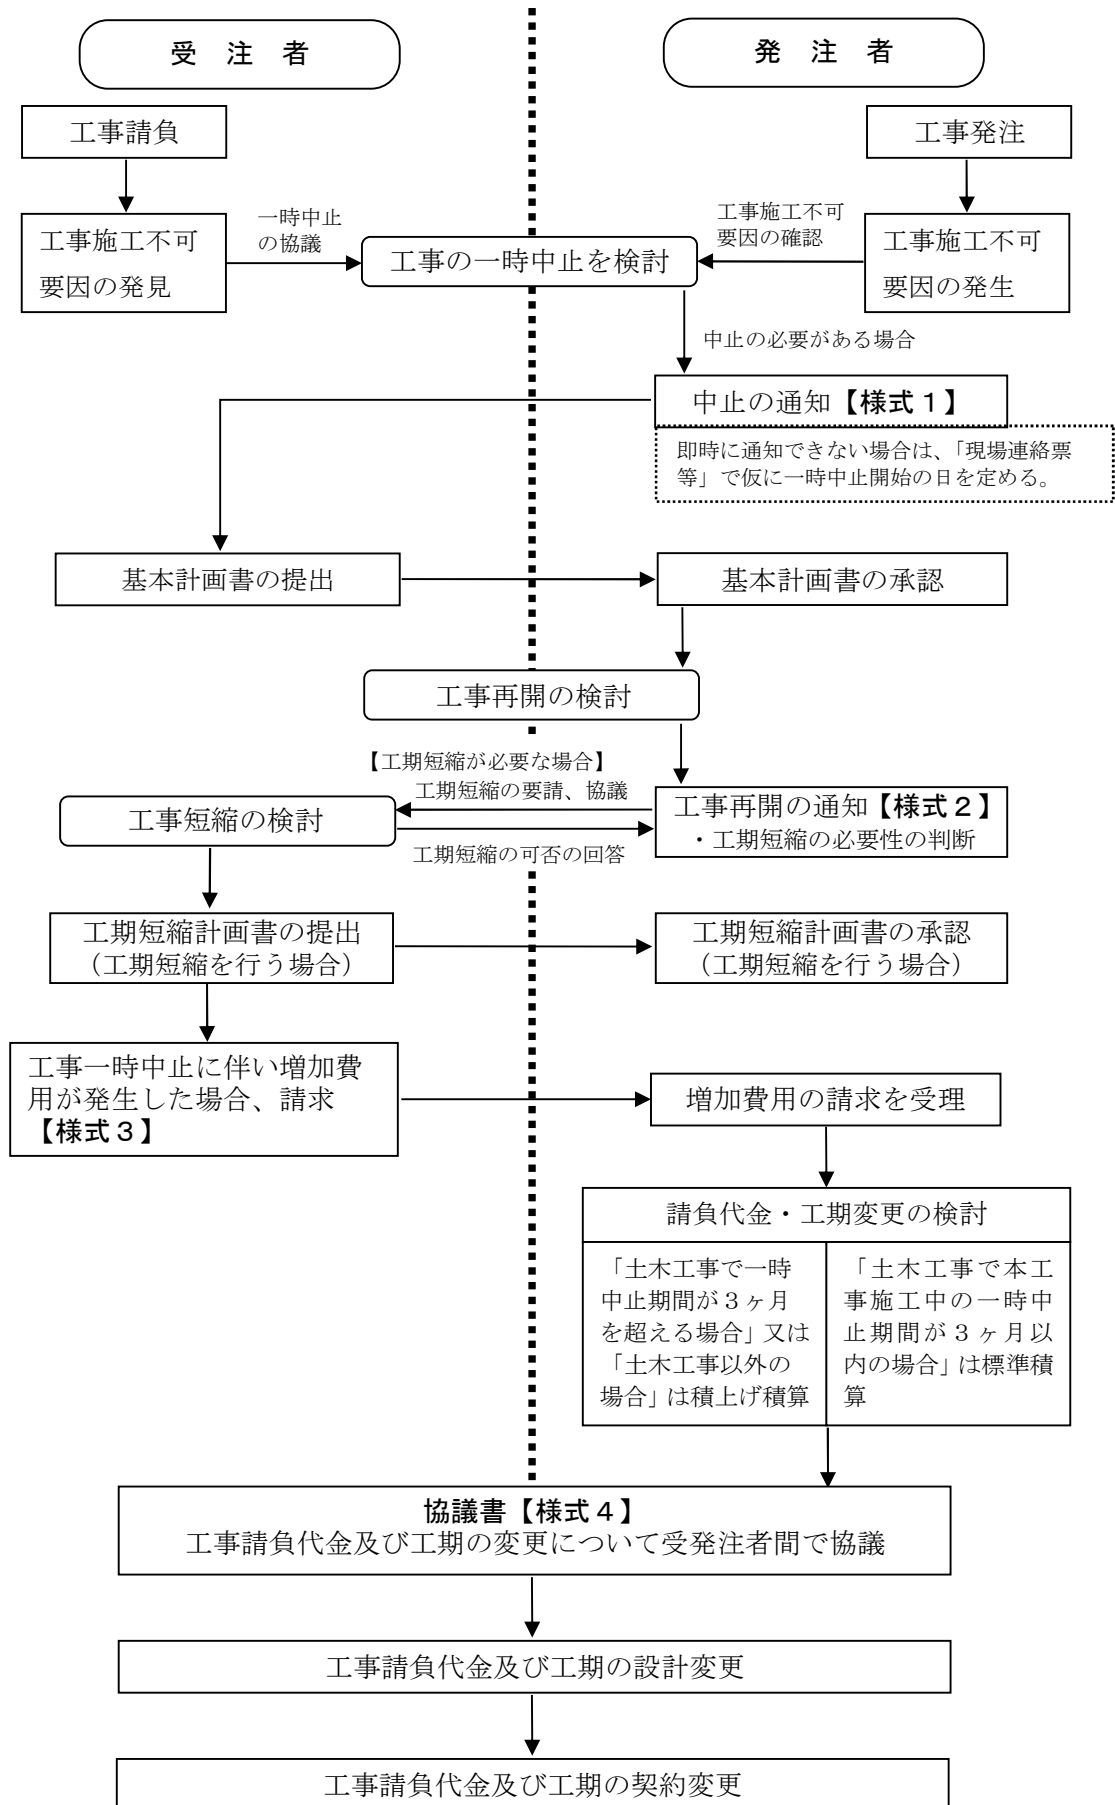 受　注　者
発　注　者
工事請負
工事発注
工事施工不可
要因の発見
一時中止
の協議
工事の一時中止を検討
工事施工不可
要因の確認
工事施工不可
要因の発生
中止の必要がある場合
中止の通知【様式１】
即時に通知できない場合は、「現場連絡票
等」で仮に一時中止開始の日を定める。
基本計画書の提出
基本計画書の承認
工事再開の検討
【工期短縮が必要な場合】
工期短縮の要請、協議
工事短縮の検討
工事再開の通知【様式２】
・工期短縮の必要性の判断
工期短縮の可否の回答
工期短縮計画書の提出
（工期短縮を行う場合）
工期短縮計画書の承認
（工期短縮を行う場合）
工事一時中止に伴い増加費
用が発生した場合、請求
【様式３】
増加費用の請求を受理
請負代金・工期変更の検討
「土木工事で一時
中止期間が３ヶ月
を超える場合」又は
「土木工事以外の
場合」は積上げ積算
「土木工事で本工
事施工中の一時中
止期間が３ヶ月以
内の場合」は標準積
算
協議書【様式４】
工事請負代金及び工期の変更について受発注者間で協議
工事請負代金及び工期の設計変更
工事請負代金及び工期の契約変更